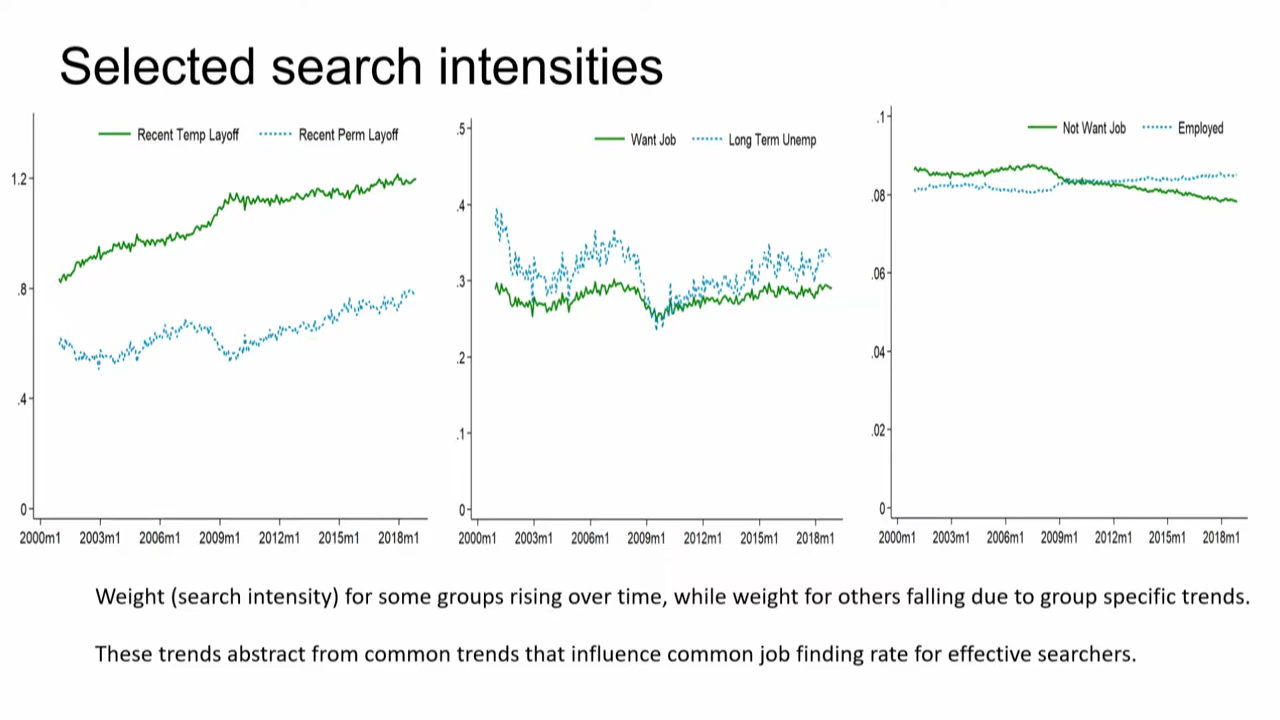 Selected search intensities
Recent Temp Layoff
Recent Perm Layoff
1.2
.8
.4
0
2000m1 2003m1 2006m1 2009m1 2012m1 2015m1 2018m1
Want Job
Long Term Unemp
.5
.4
.3
.2
.1
0
2000m1 2003m1 2006m1 2009m1 2012m1 2015m1 2018m1
Not Want Job
Employed
.1
.08
.06
.04
.02
0
2000m1 2003m1 2006m1 2009m1 2012m1 2015m1 2018m1
Weight (search intensity) for some groups rising over time, while weight for others falling due to group specific trends.
These trends abstract from common trends that influence common job finding rate for effective searchers.